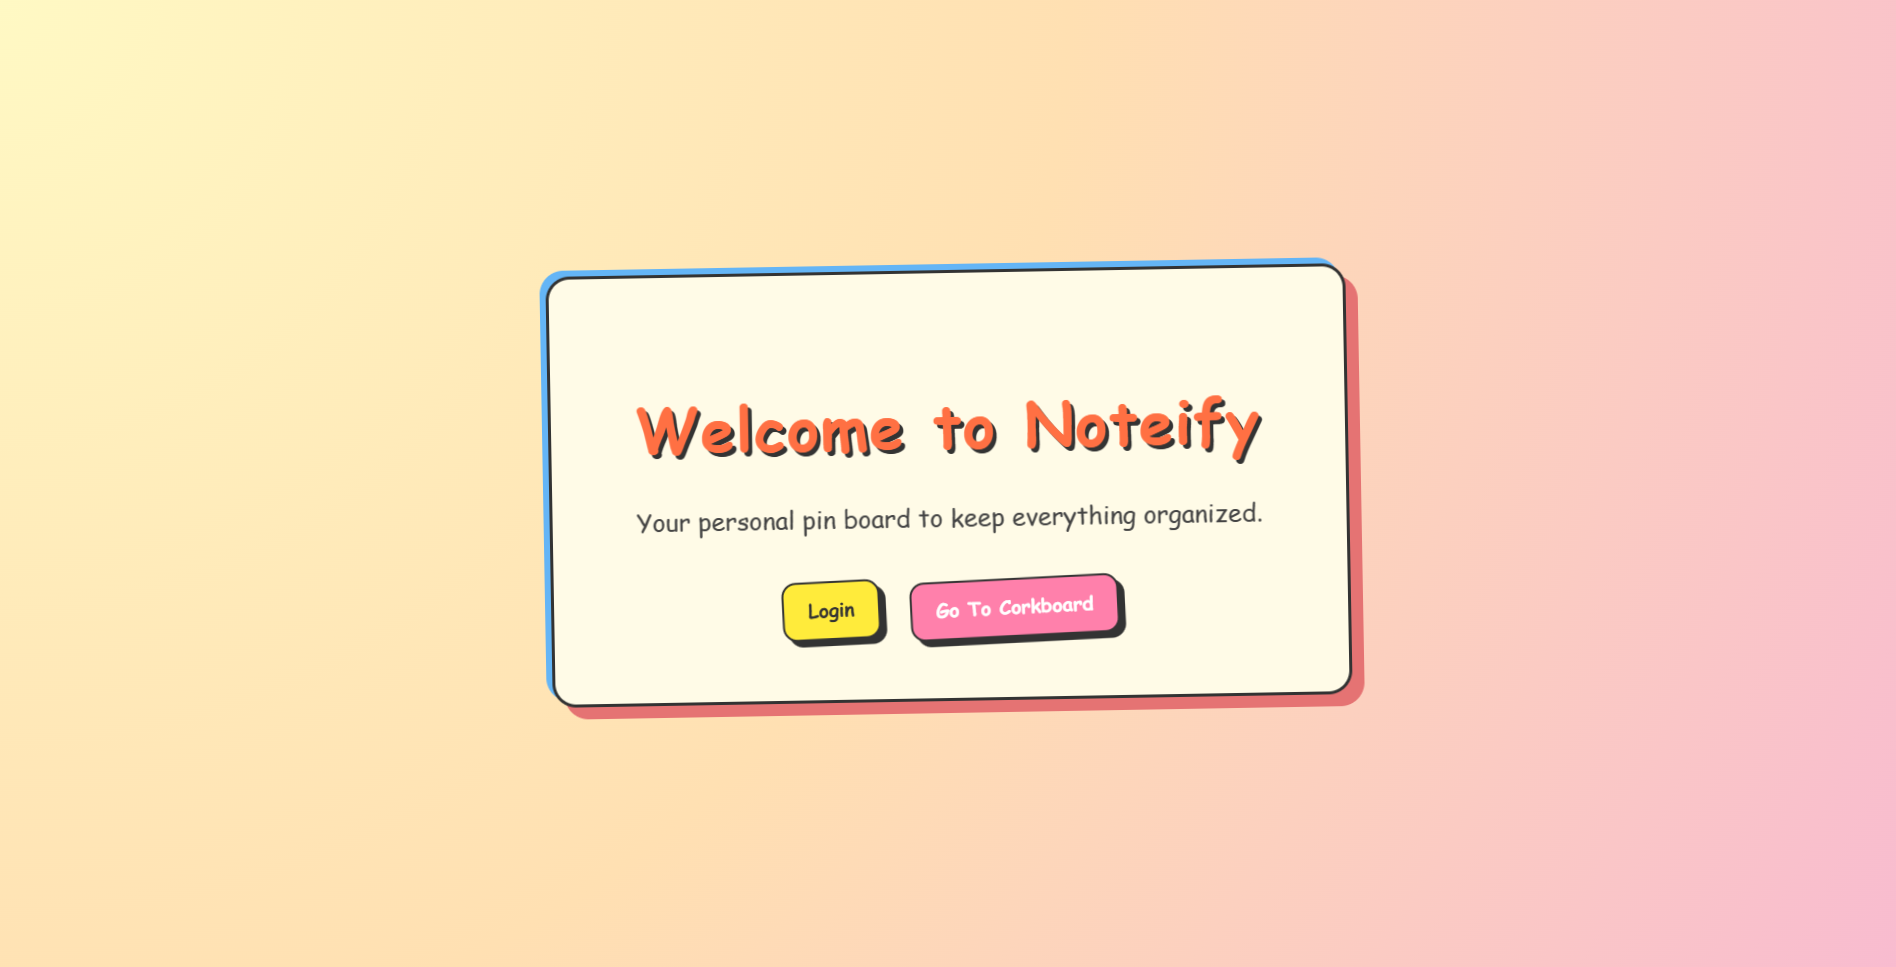 Welcome to Noteify
Your personal pin board to keep everything organized.
Login
Go To Corkboard